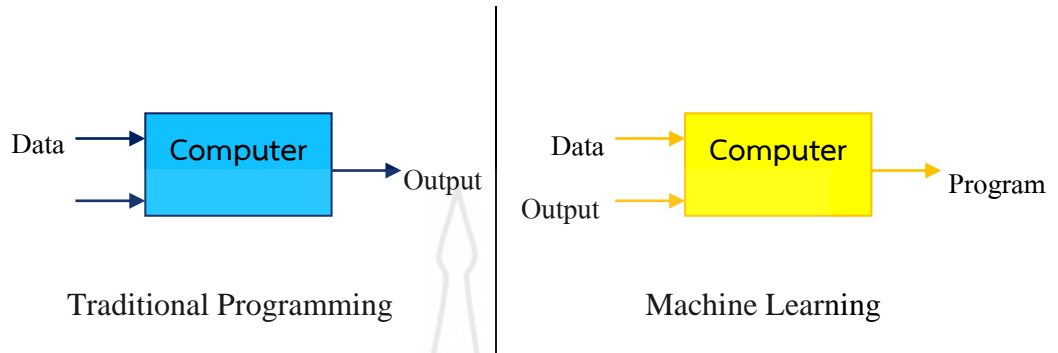 Data
Computer
Output
Traditional Programming
Data
Computer
Output
Program
Machine Learning